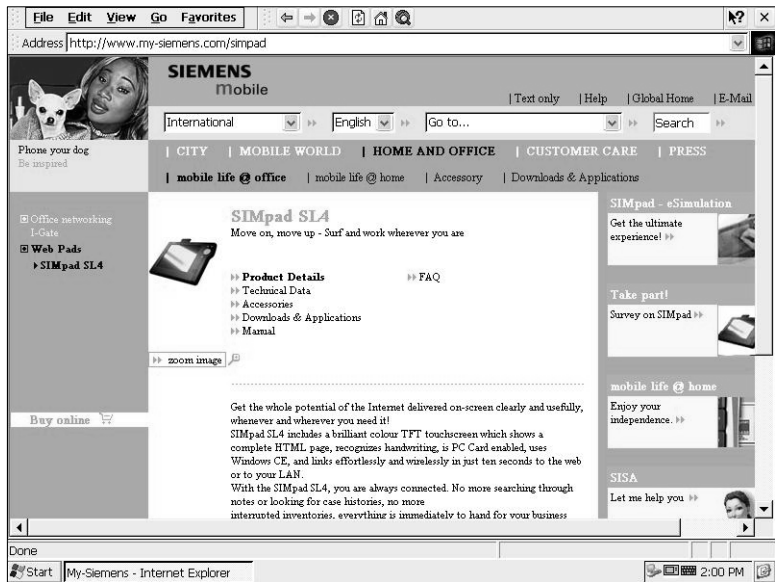 File Edit View Go Favorites
Address http://www.my-siemens.com/simpad
SIEMENS
mobile
| Text only | Help | Global Home | E-Mail
International English Go to... Search
Phone your dog
Be inspired
| CITY | MOBILE WORLD | HOME AND OFFICE | CUSTOMER CARE | PRESS
| mobile life @ office | mobile life @ home | Accessory | Downloads & Applications
Office networking
I-Gate
Web Pads
SIMpad SL4
Buy online
SIMpad SL4
Move on, move up - Surf and work wherever you are
Product Details
FAQ
Technical Data
Accessories
Downloads & Applications
Manual
zoom image
Get the whole potential of the Internet delivered on-screen clearly and usefully,
whenever and wherever you need it!
SIMpad SL4 includes a brilliant colour TFT touchscreen which shows a
complete HTML page, recognizes handwriting, is PC Card enabled, uses
Windows CE, and links effortlessly and wirelessly in just ten seconds to the web
or to your LAN.
With the SIMpad SL4, you are always connected. No more searching through
notes or looking for case histories, no more
interrupted inventories, everything is immediately to hand for your business
SIMpad - eSimulation
Get the ultimate
experience!
Take part!
Survey on SIMpad
mobile life @ home
Enjoy your
independence.
SISA
Let me help you
Done
Start My-Siemens - Internet Explorer 2:00 PM